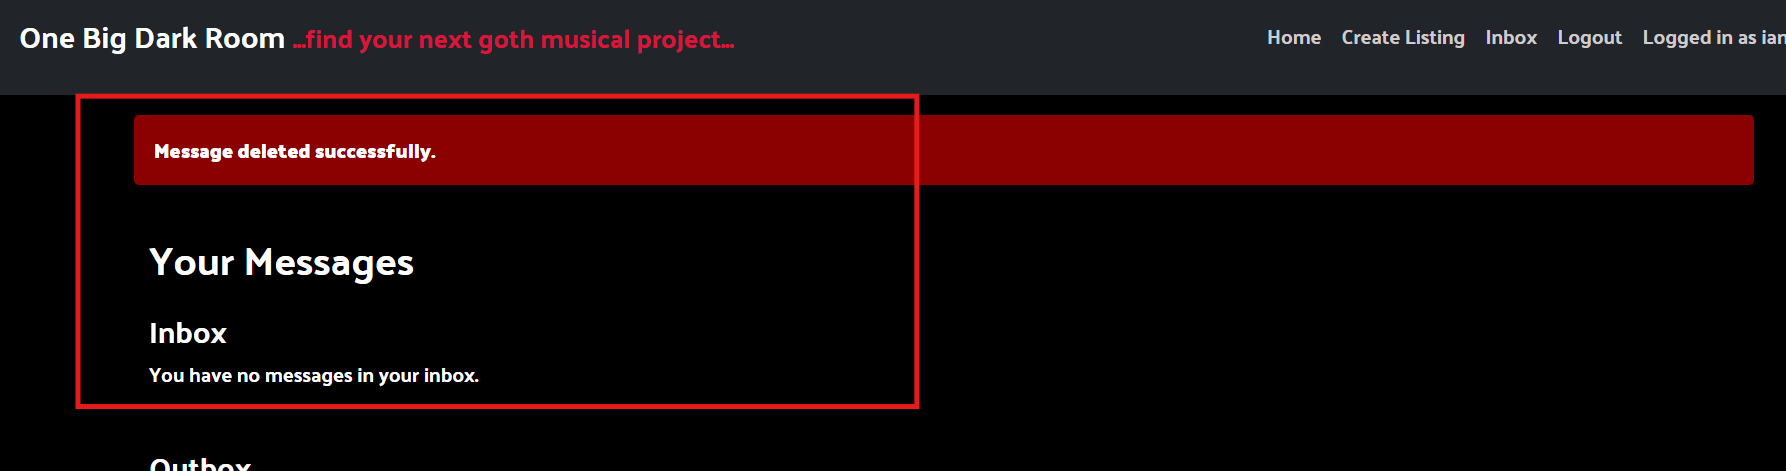 One Big Dark Room ...find your next goth musical project...
Home Create Listing Inbox Logout Logged in as ian
Message deleted successfully.
Your Messages
Inbox
You have no messages in your inbox.
Outbox